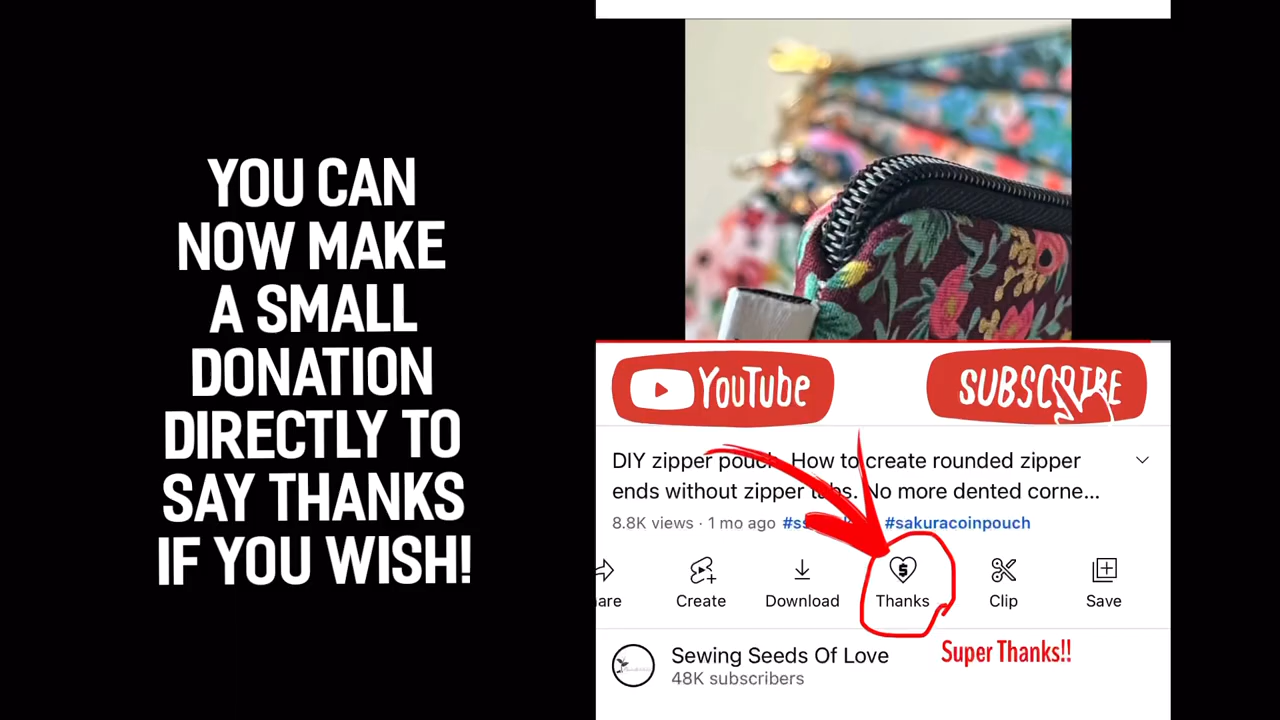 YOU CAN
NOW MAKE
A SMALL
DONATION
DIRECTLY TO
SAY THANKS
IF YOU WISH!
YouTube
SUBSCRIBE
DIY zipper pouch. How to create rounded zipper
ends without zipper tabs. No more dented corne...
8.8K views · 1 mo ago #sakuracoinpouch
are Create Download Thanks Clip Save
Super Thanks!!
Sewing Seeds Of Love
48K subscribers